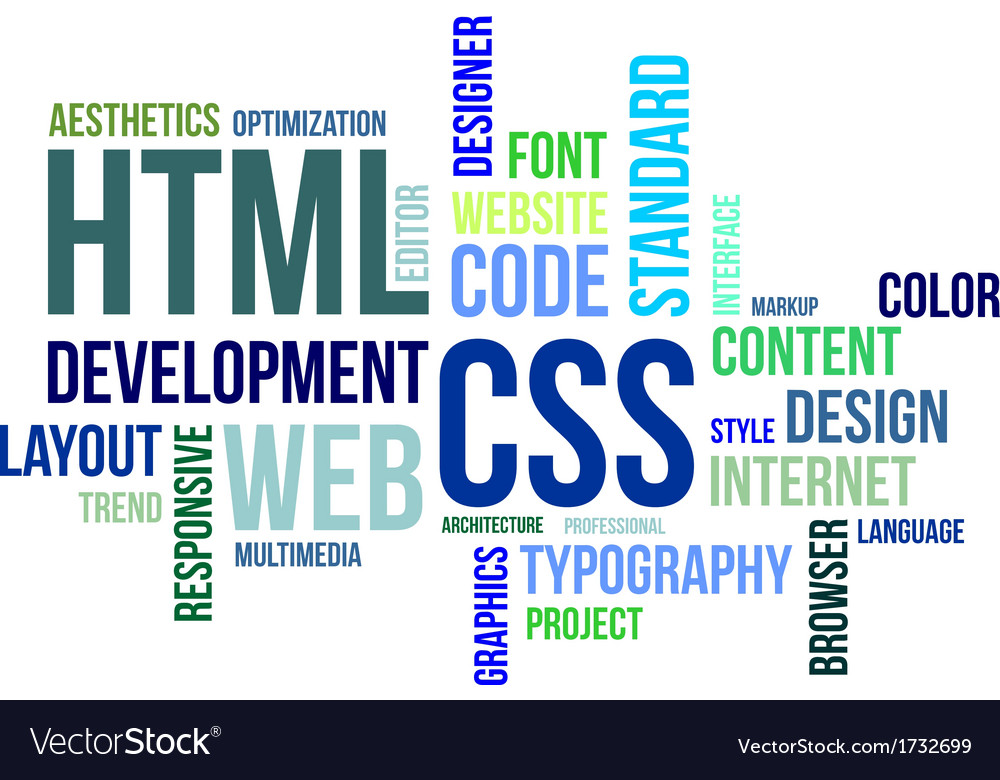 DESIGNER
STANDARD
AESTHETICS
OPTIMIZATION
FONT
HTML
EDITOR
WEBSITE
INTERFACE
CODE
COLOR
MARKUP
CONTENT
DEVELOPMENT
CSS
DESIGN
STYLE
LAYOUT
RESPONSIVE
WEB
INTERNET
TREND
ARCHITECTURE
PROFESSIONAL
LANGUAGE
BROWSER
MULTIMEDIA
GRAPHICS
TYPOGRAPHY
PROJECT
VectorStock®
VectorStock.com/1732699